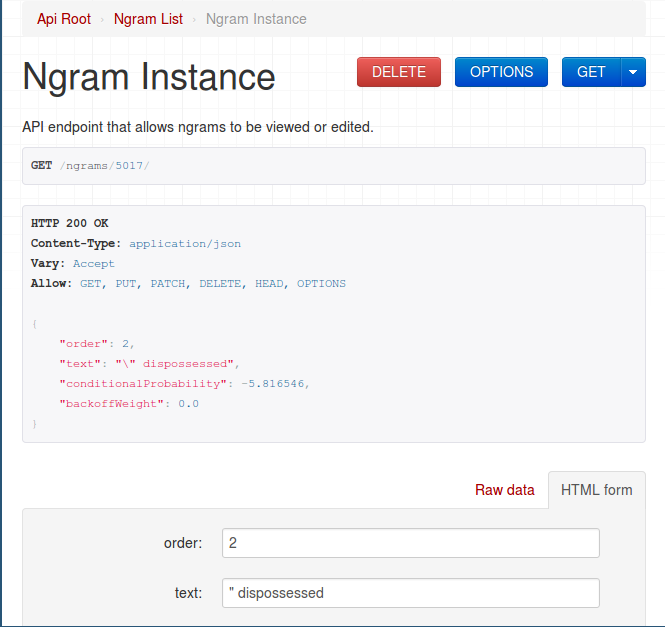 Api Root › Ngram List › Ngram Instance
Ngram Instance
DELETE OPTIONS GET
API endpoint that allows ngrams to be viewed or edited.
GET /ngrams/5017/
HTTP 200 OK
Content-Type: application/json
Vary: Accept
Allow: GET, PUT, PATCH, DELETE, HEAD, OPTIONS
{
"order": 2,
"text": "\" dispossessed",
"conditionalProbability": -5.816546,
"backoffWeight": 0.0
}
Raw data HTML form
order: 2
text: " dispossessed